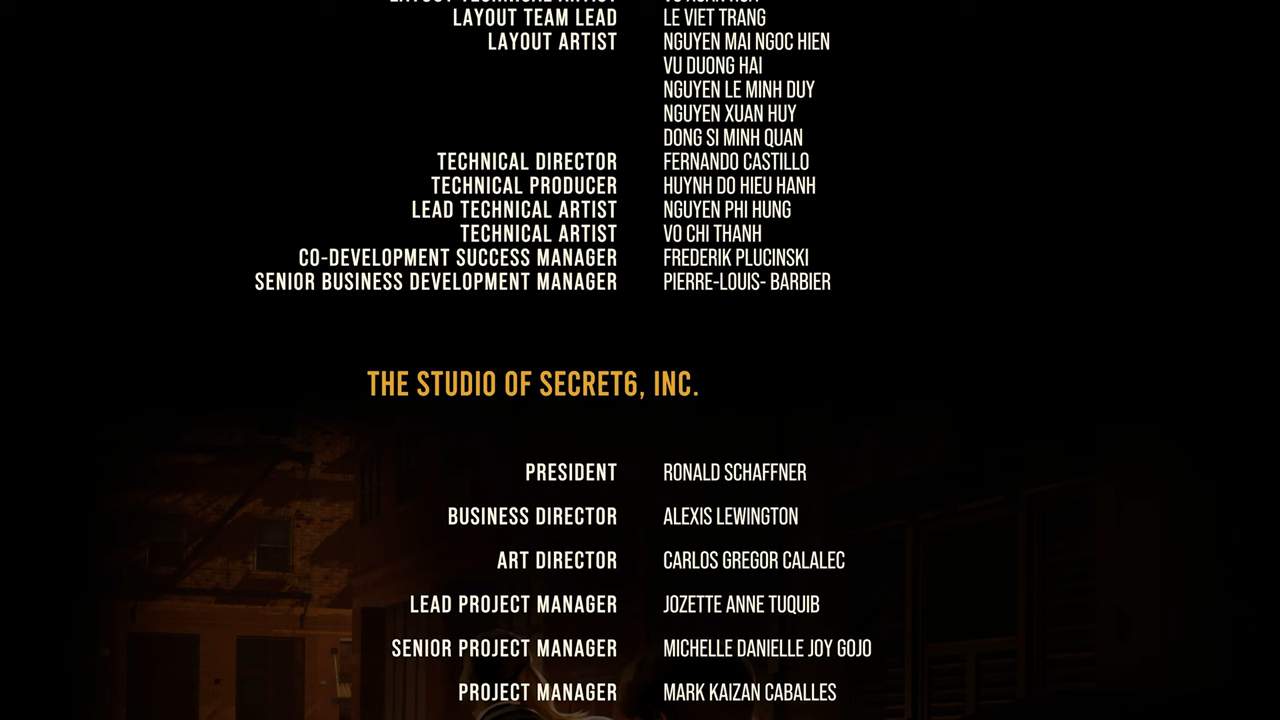 LAYOUT TEAM LEAD LE VIET TRANG
LAYOUT ARTIST NGUYEN MAI NGOC HIEN
VU DUONG HAI
NGUYEN LE MINH DUY
NGUYEN XUAN HUY
DONG SI MINH QUAN
TECHNICAL DIRECTOR FERNANDO CASTILLO
TECHNICAL PRODUCER HUYNH DO HIEU HANH
LEAD TECHNICAL ARTIST NGUYEN PHI HUNG
TECHNICAL ARTIST VO CHI THANH
CO-DEVELOPMENT SUCCESS MANAGER FREDERIK PLUCINSKI
SENIOR BUSINESS DEVELOPMENT MANAGER PIERRE-LOUIS- BARBIER
THE STUDIO OF SECRET6, INC.
PRESIDENT RONALD SCHAFFNER
BUSINESS DIRECTOR ALEXIS LEWINGTON
ART DIRECTOR CARLOS GREGOR CALALEC
LEAD PROJECT MANAGER JOZETTE ANNE TUQUIB
SENIOR PROJECT MANAGER MICHELLE DANIELLE JOY GOJO
PROJECT MANAGER MARK KAIZAN CABALLES